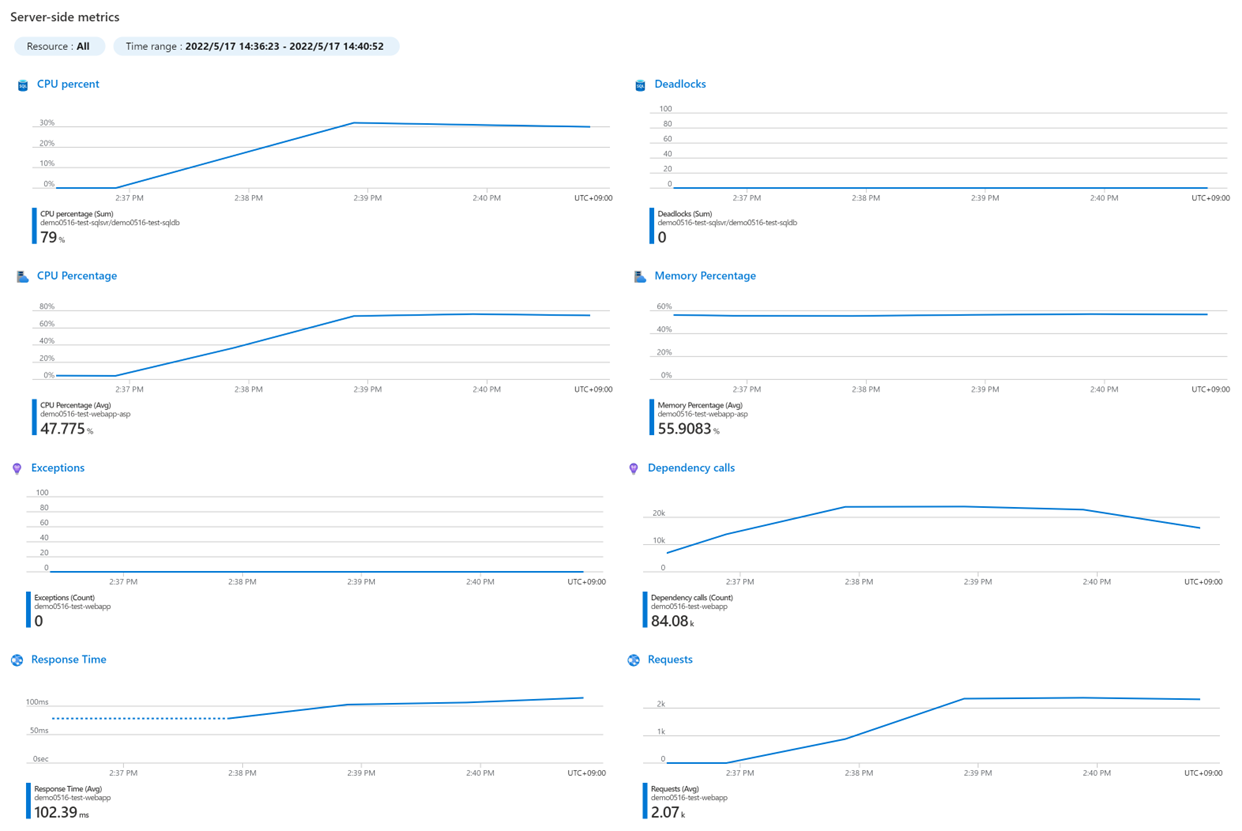 Server-side metrics
Resource : All
Time range : 2022/5/17 14:36:23 - 2022/5/17 14:40:52
SQL
CPU percent
30%
20%
10%
0%
2:37 PM 2:38 PM 2:39 PM 2:40 PM UTC+09:00
CPU percentage (Sum)
demo0516-test-sqlsvr/demo0516-test-sqldb
79 %
SQL
Deadlocks
100
80
60
40
20
0
2:37 PM 2:38 PM 2:39 PM 2:40 PM UTC+09:00
Deadlocks (Sum)
demo0516-test-sqlsvr/demo0516-test-sqldb
0
CPU Percentage
80%
60%
40%
20%
0%
2:37 PM 2:38 PM 2:39 PM 2:40 PM UTC+09:00
CPU Percentage (Avg)
demo0516-test-webapp-asp
47.775 %
Memory Percentage
60%
40%
20%
0%
2:37 PM 2:38 PM 2:39 PM 2:40 PM UTC+09:00
Memory Percentage (Avg)
demo0516-test-webapp-asp
55.9083 %
Exceptions
100
80
60
40
20
0
2:37 PM 2:38 PM 2:39 PM 2:40 PM UTC+09:00
Exceptions (Count)
demo0516-test-webapp
0
Dependency calls
20k
10k
0
2:37 PM 2:38 PM 2:39 PM 2:40 PM UTC+09:00
Dependency calls (Count)
demo0516-test-webapp
84.08 k
Response Time
100ms
50ms
0sec
2:37 PM 2:38 PM 2:39 PM 2:40 PM UTC+09:00
Response Time (Avg)
demo0516-test-webapp
102.39 ms
Requests
2k
1k
0
2:37 PM 2:38 PM 2:39 PM 2:40 PM UTC+09:00
Requests (Avg)
demo0516-test-webapp
2.07 k